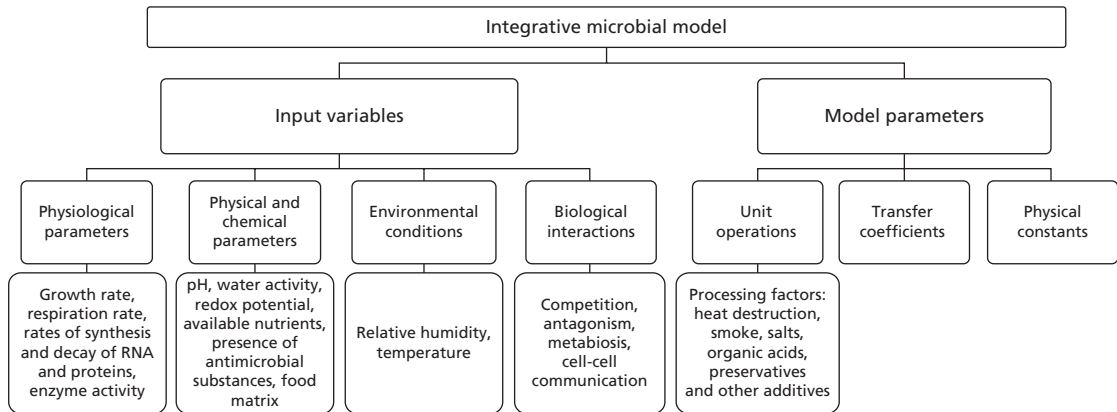 Integrative microbial model
Input variables
Model parameters
Physiological
parameters
Physical and
chemical
parameters
Environmental
conditions
Biological
interactions
Unit
operations
Transfer
coefficients
Physical
constants
Growth rate,
respiration rate,
rates of synthesis
and decay of RNA
and proteins,
enzyme activity
pH, water activity,
redox potential,
available nutrients,
presence of
antimicrobial
substances, food
matrix
Relative humidity,
temperature
Competition,
antagonism,
metabiosis,
cell-cell
communication
Processing factors:
heat destruction,
smoke, salts,
organic acids,
preservatives
and other additives